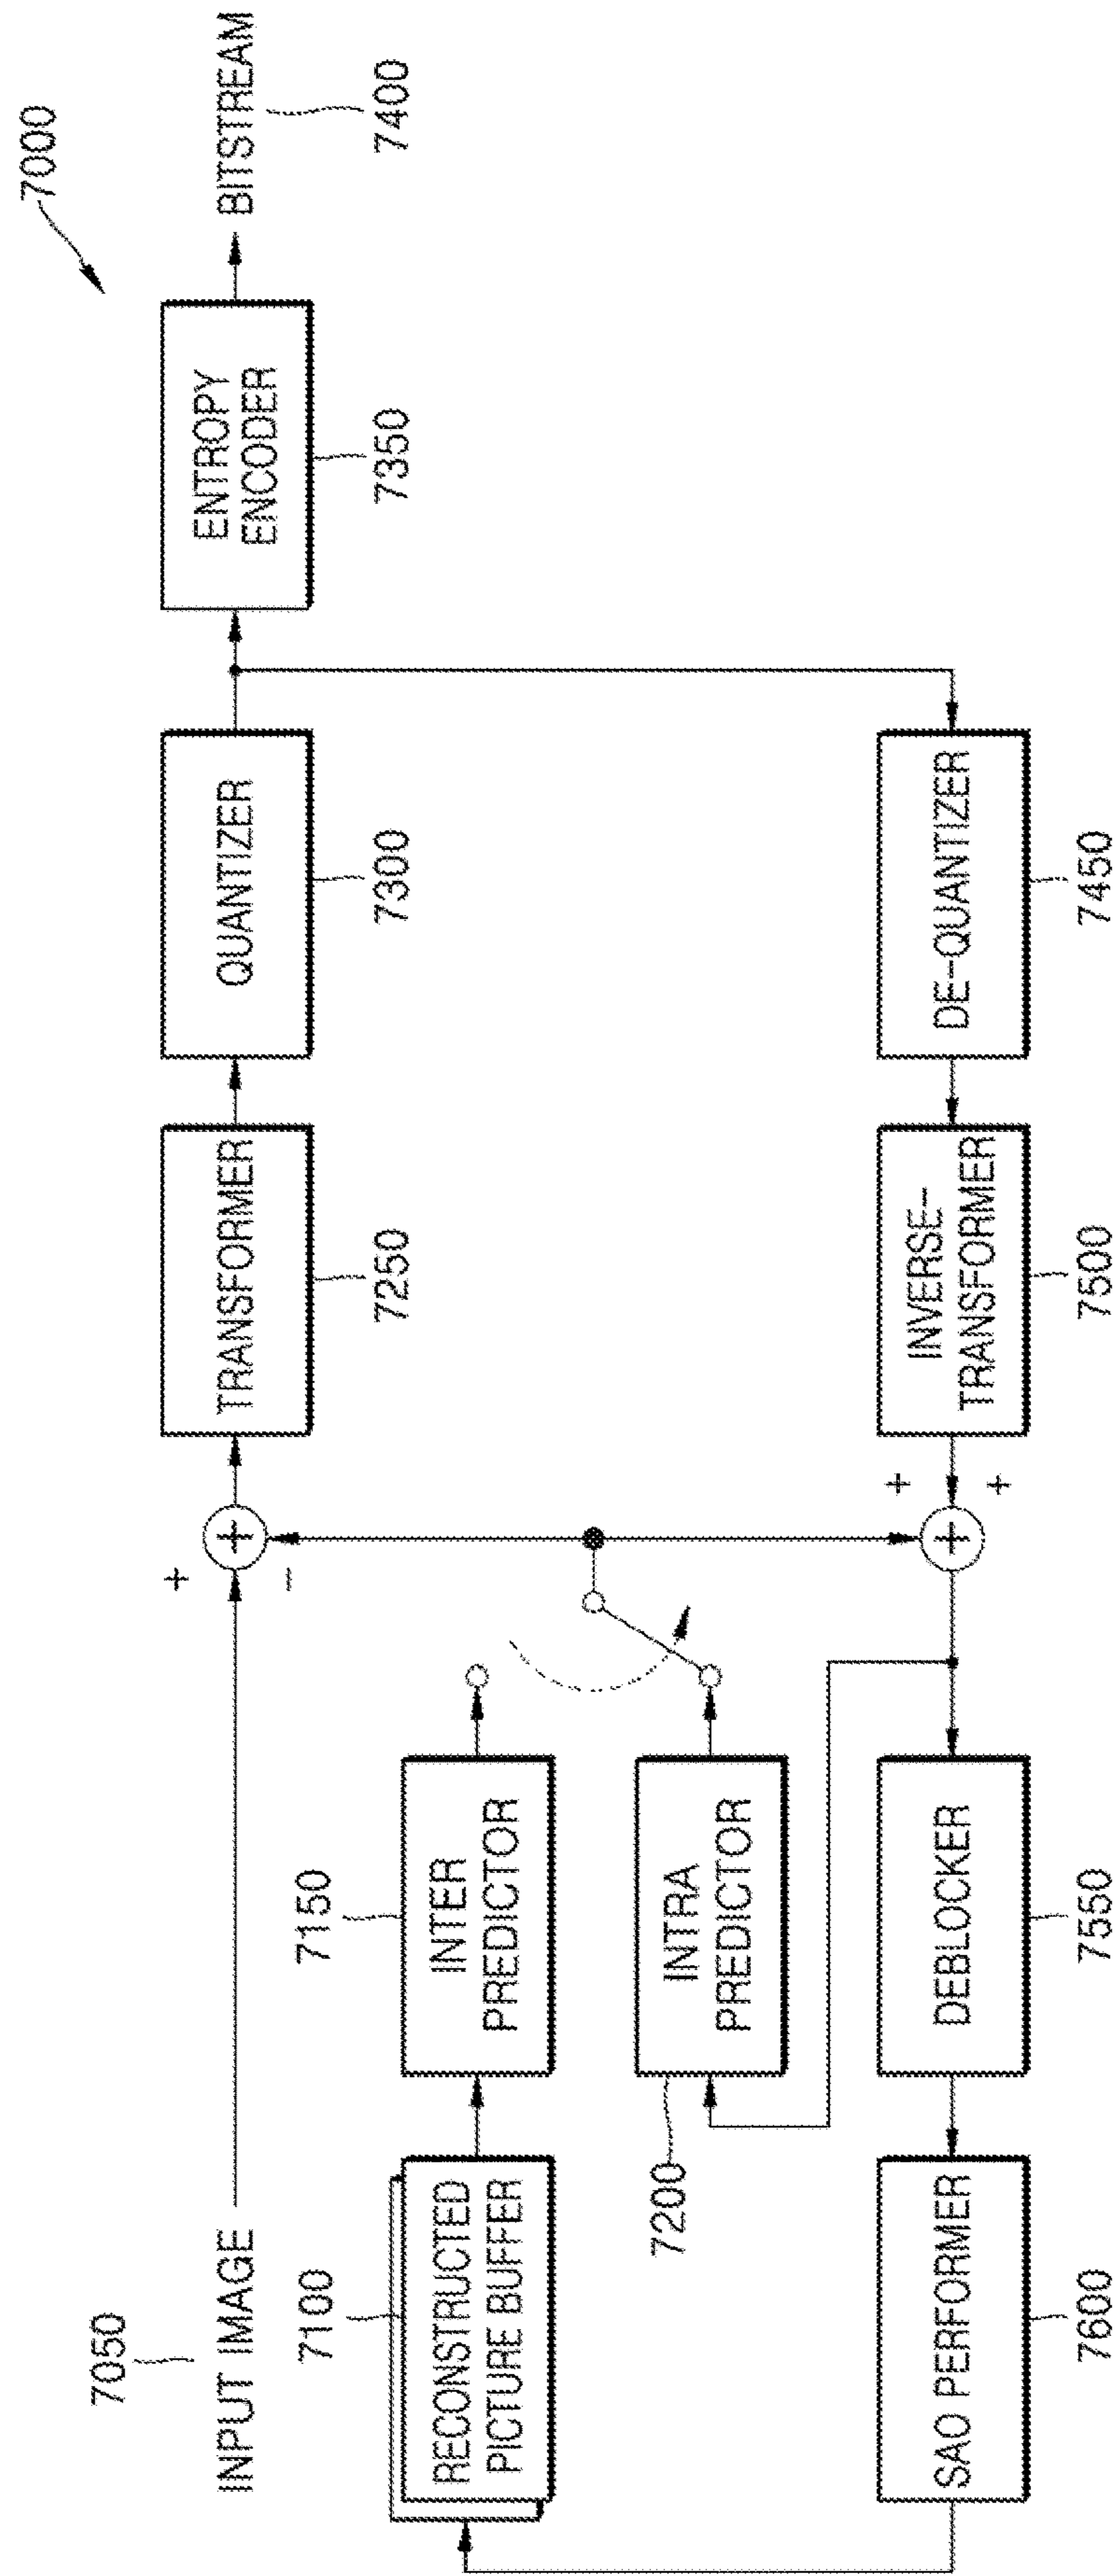 7000
7050
INPUT IMAGE
+
−
+
TRANSFORMER
7250
QUANTIZER
7300
ENTROPY
ENCODER
7350
BITSTREAM
7400
7100
RECONSTRUCTED
PICTURE BUFFER
7150
INTER
PREDICTOR
7200
INTRA
PREDICTOR
SAO PERFORMER
7600
DEBLOCKER
7550
+
+
+
INVERSE-
TRANSFORMER
7500
DE-QUANTIZER
7450